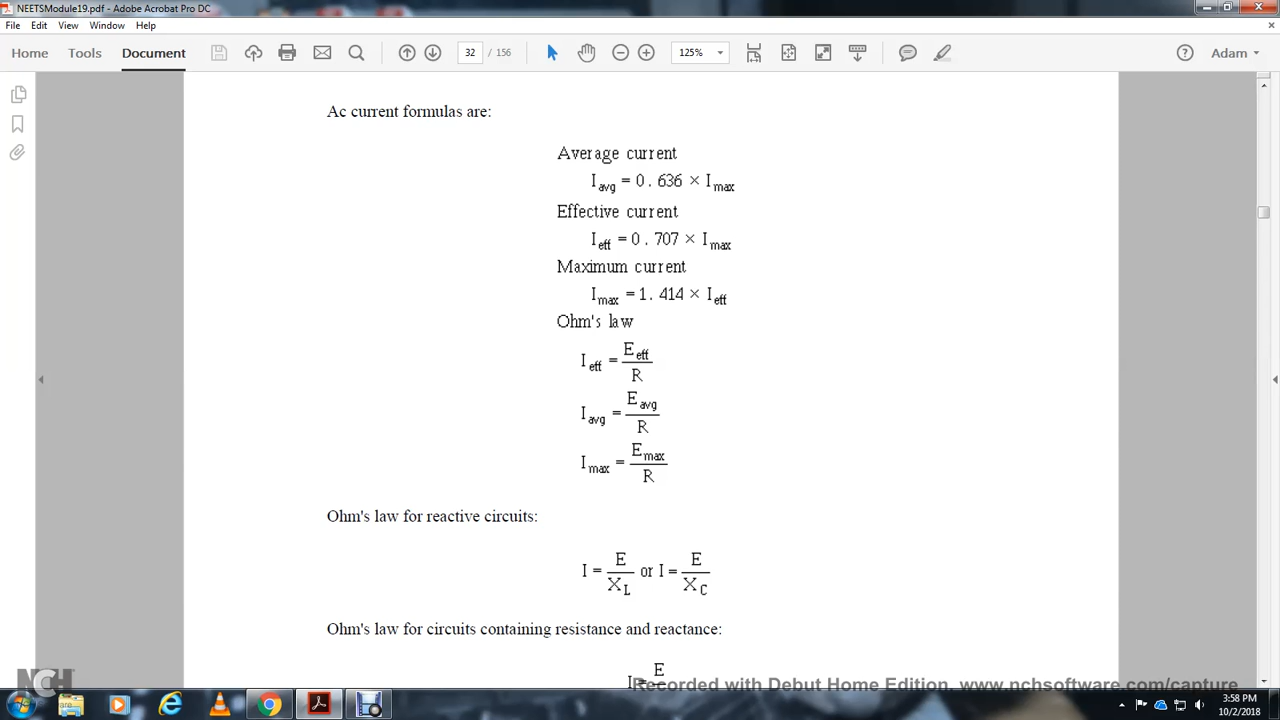 NEETSModule19.pdf - Adobe Acrobat Pro DC
File Edit View Window Help
Home Tools Document 32 / 156 125% Adam
Ac current formulas are:
Average current
I avg = 0.636 × I max
Effective current
I eff = 0.707 × I max
Maximum current
I max = 1.414 × I eff
Ohm's law
I eff = E eff / R
I avg = E avg / R
I max = E max / R
Ohm's law for reactive circuits:
I = E / X L or I = E / X C
Ohm's law for circuits containing resistance and reactance:
I = E
NCH
Recorded with Debut Home Edition. www.nchsoftware.com/capture
3:58 PM
10/2/2018